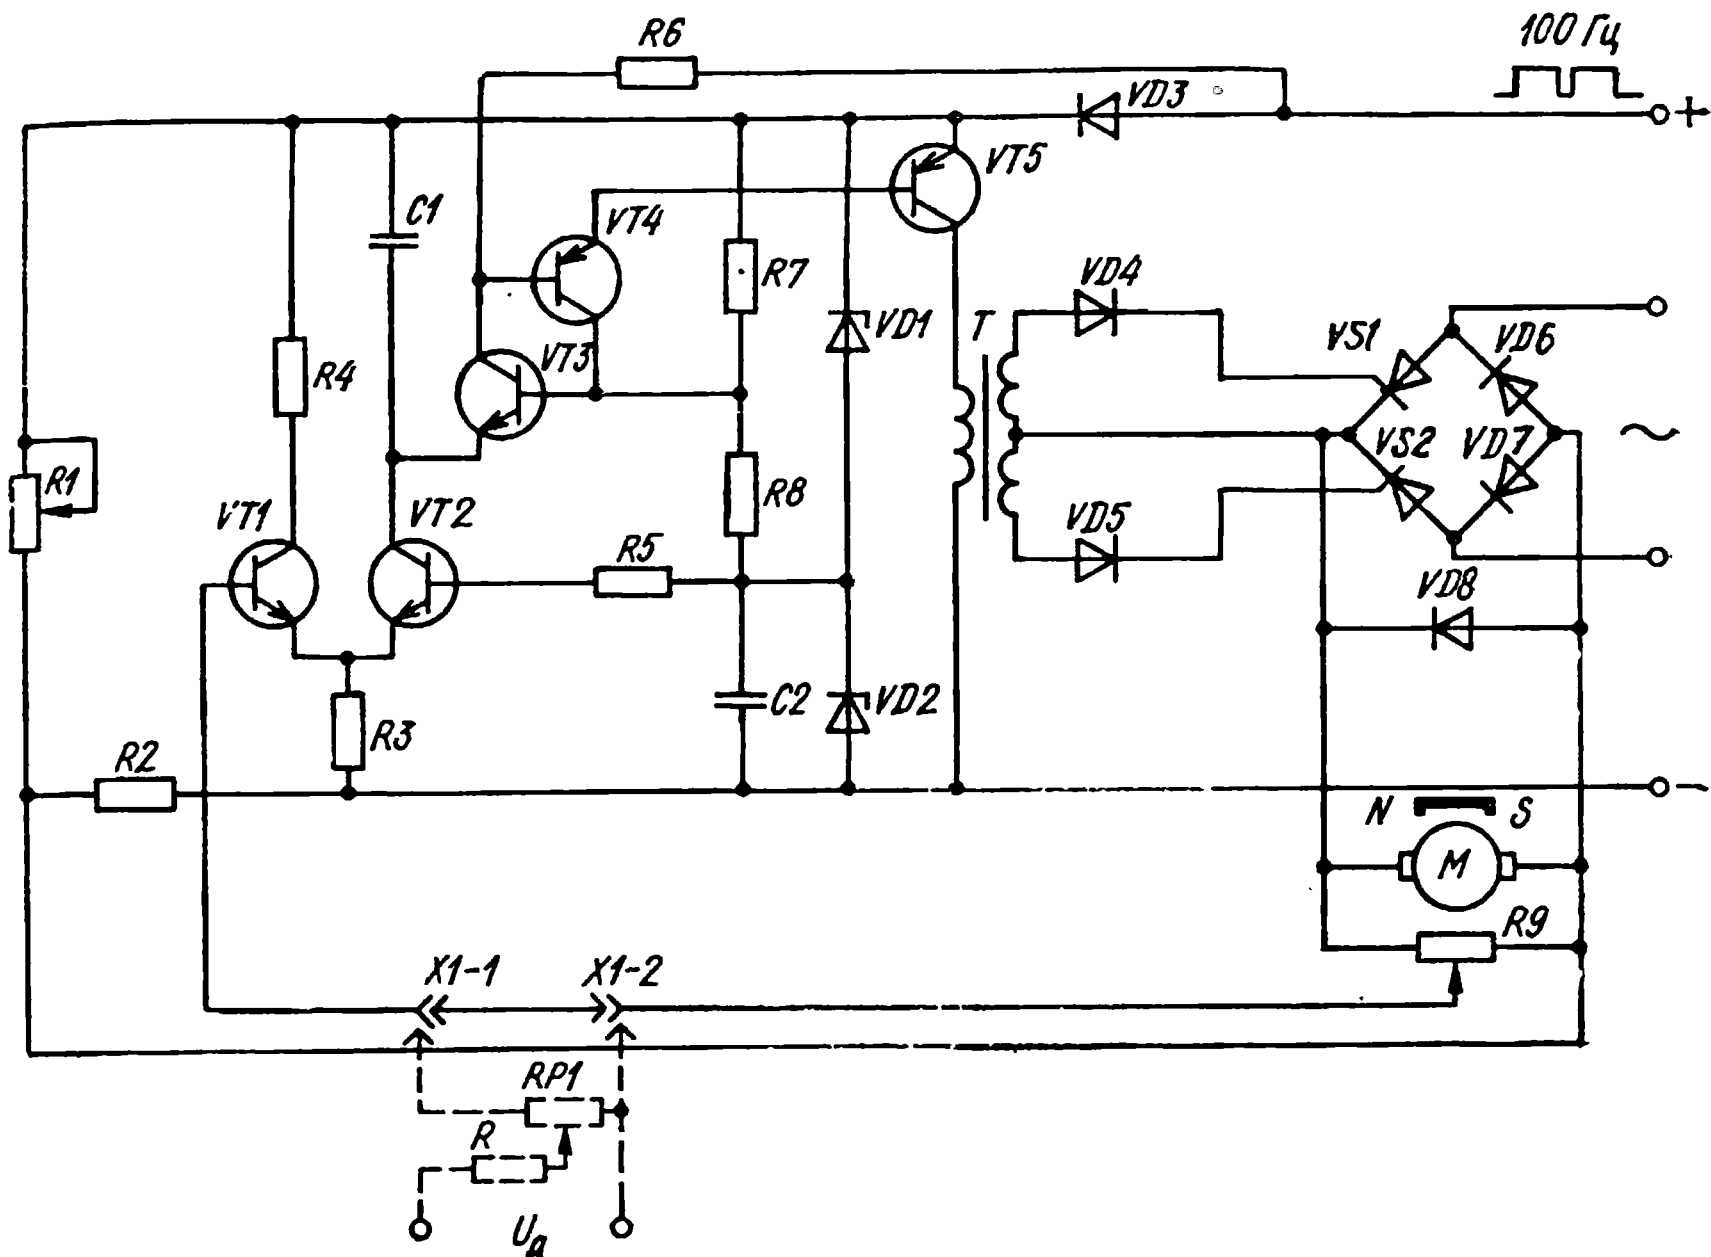 R6
100 Гц
VD3
+
VT5
C1
VT4
R7
VD4
VD1
T
VS1
VD6
R4
VT3
VS2
VD7
~
R1
R8
VT1
VT2
VD5
R5
VD8
C2
VD2
R3
R2
-
N
S
M
R9
X1-1
X1-2
RP1
R
Uд